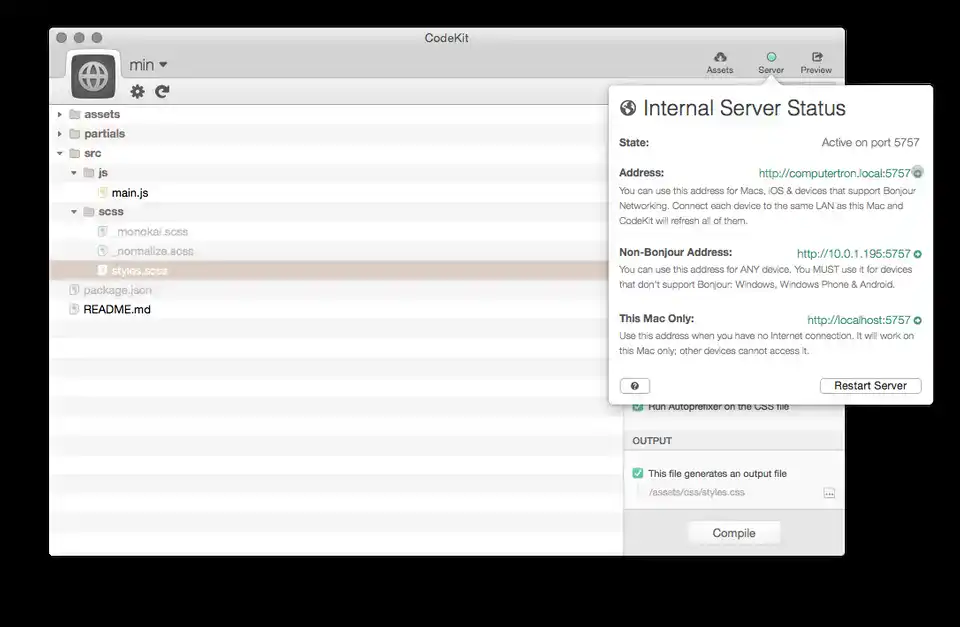 CodeKit
min
Assets
Server
Preview
assets
partials
src
js
main.js
scss
_monokai.scss
_normalize.scss
styles.scss
package.json
README.md
Internal Server Status
State:
Active on port 5757
Address:
http://computertron.local:5757
You can use this address for Macs, iOS & devices that support Bonjour
Networking. Connect each device to the same LAN as this Mac and
CodeKit will refresh all of them.
Non-Bonjour Address:
http://10.0.1.195:5757
You can use this address for ANY device. You MUST use it for devices
that don't support Bonjour: Windows, Windows Phone & Android.
This Mac Only:
http://localhost:5757
Use this address when you have no Internet connection. It will work on
this Mac only; other devices cannot access it.
?
Restart Server
Run Autoprefixer on the CSS file
OUTPUT
This file generates an output file
/assets/css/styles.css
...
Compile